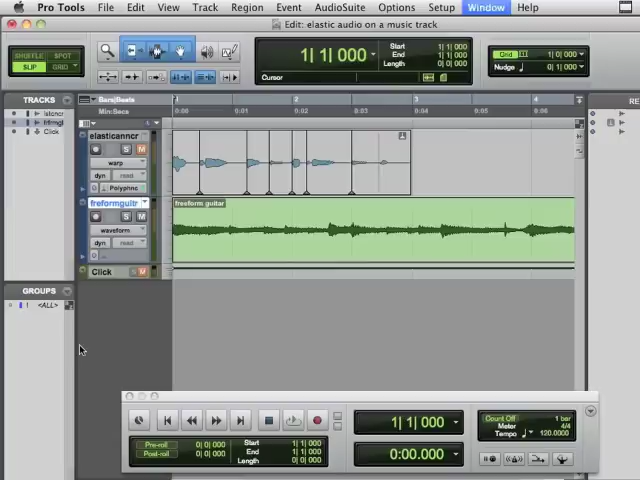 Pro Tools File Edit View Track Region Event AudioSuite Options Setup Window Help
Edit: elastic audio on a music track
SHUFFLE SPOT
SLIP GRID
1| 1| 000
Start 1| 1| 000
End 1| 1| 000
Length 0| 0| 000
Cursor
Grid 1| 0| 000
Nudge 0| 1| 000
TRACKS
Click
Bars|Beats
1 2 3 4
Min:Secs
0:00 0:01 0:02 0:03 0:04 0:05 0:06
elasticanncr
S M
warp
dyn read
Polyphnc
freformguitr
S M
waveform
dyn read
freeform guitar
Click S M
GROUPS
! <ALL>
1| 1| 000
0:00.000
Pre-roll 0| 0| 000
Post-roll 0| 0| 000
Start 1| 1| 000
End 1| 1| 000
Length 0| 0| 000
Count Off 1 bar
Meter 4/4
Tempo 120.0000